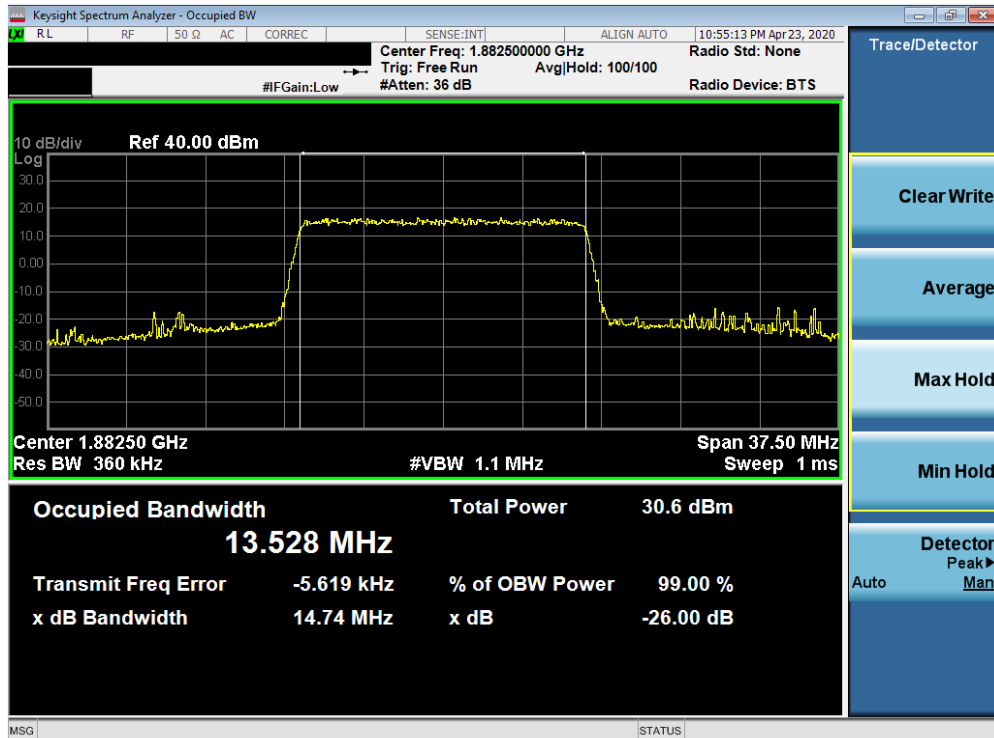 Keysight Spectrum Analyzer - Occupied BW
LXI RL RF 50 Ω AC CORREC SENSE:INT ALIGN AUTO 10:55:13 PM Apr 23, 2020
Center Freq: 1.882500000 GHz Radio Std: None
Trig: Free Run Avg|Hold: 100/100
#IFGain:Low #Atten: 36 dB Radio Device: BTS
Trace/Detector
10 dB/div Ref 40.00 dBm
Log
30.0
20.0
10.0
0.00
-10.0
-20.0
-30.0
-40.0
-50.0
Center 1.88250 GHz Span 37.50 MHz
Res BW 360 kHz #VBW 1.1 MHz Sweep 1 ms
Occupied Bandwidth Total Power 30.6 dBm
13.528 MHz
Transmit Freq Error -5.619 kHz % of OBW Power 99.00 %
x dB Bandwidth 14.74 MHz x dB -26.00 dB
Clear Write
Average
Max Hold
Min Hold
Detector
Peak▶
Auto Man
MSG STATUS